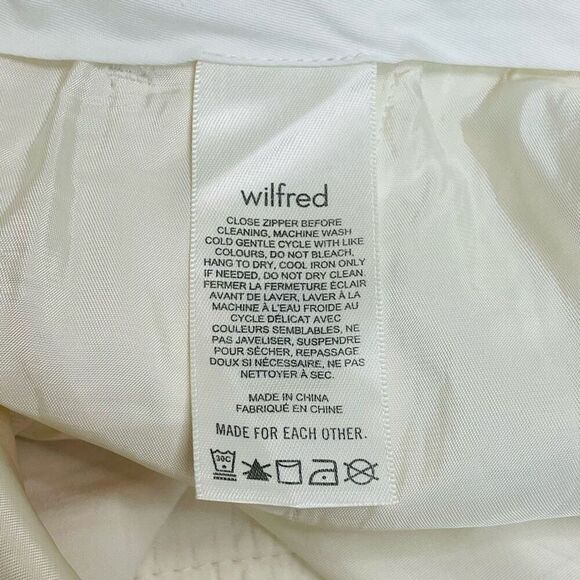 wilfred
CLOSE ZIPPER BEFORE
CLEANING, MACHINE WASH
COLD GENTLE CYCLE WITH LIKE
COLOURS, DO NOT BLEACH,
HANG TO DRY, COOL IRON ONLY
IF NEEDED, DO NOT DRY CLEAN.
FERMER LA FERMETURE ÉCLAIR
AVANT DE LAVER, LAVER À LA
MACHINE À L'EAU FROIDE AU
CYCLE DÉLICAT AVEC
COULEURS SEMBLABLES, NE
PAS JAVELISER, SUSPENDRE
POUR SÉCHER, REPASSAGE
DOUX SI NÉCESSAIRE, NE PAS
NETTOYER À SEC.
MADE IN CHINA
FABRIQUÉ EN CHINE
MADE FOR EACH OTHER.
30C